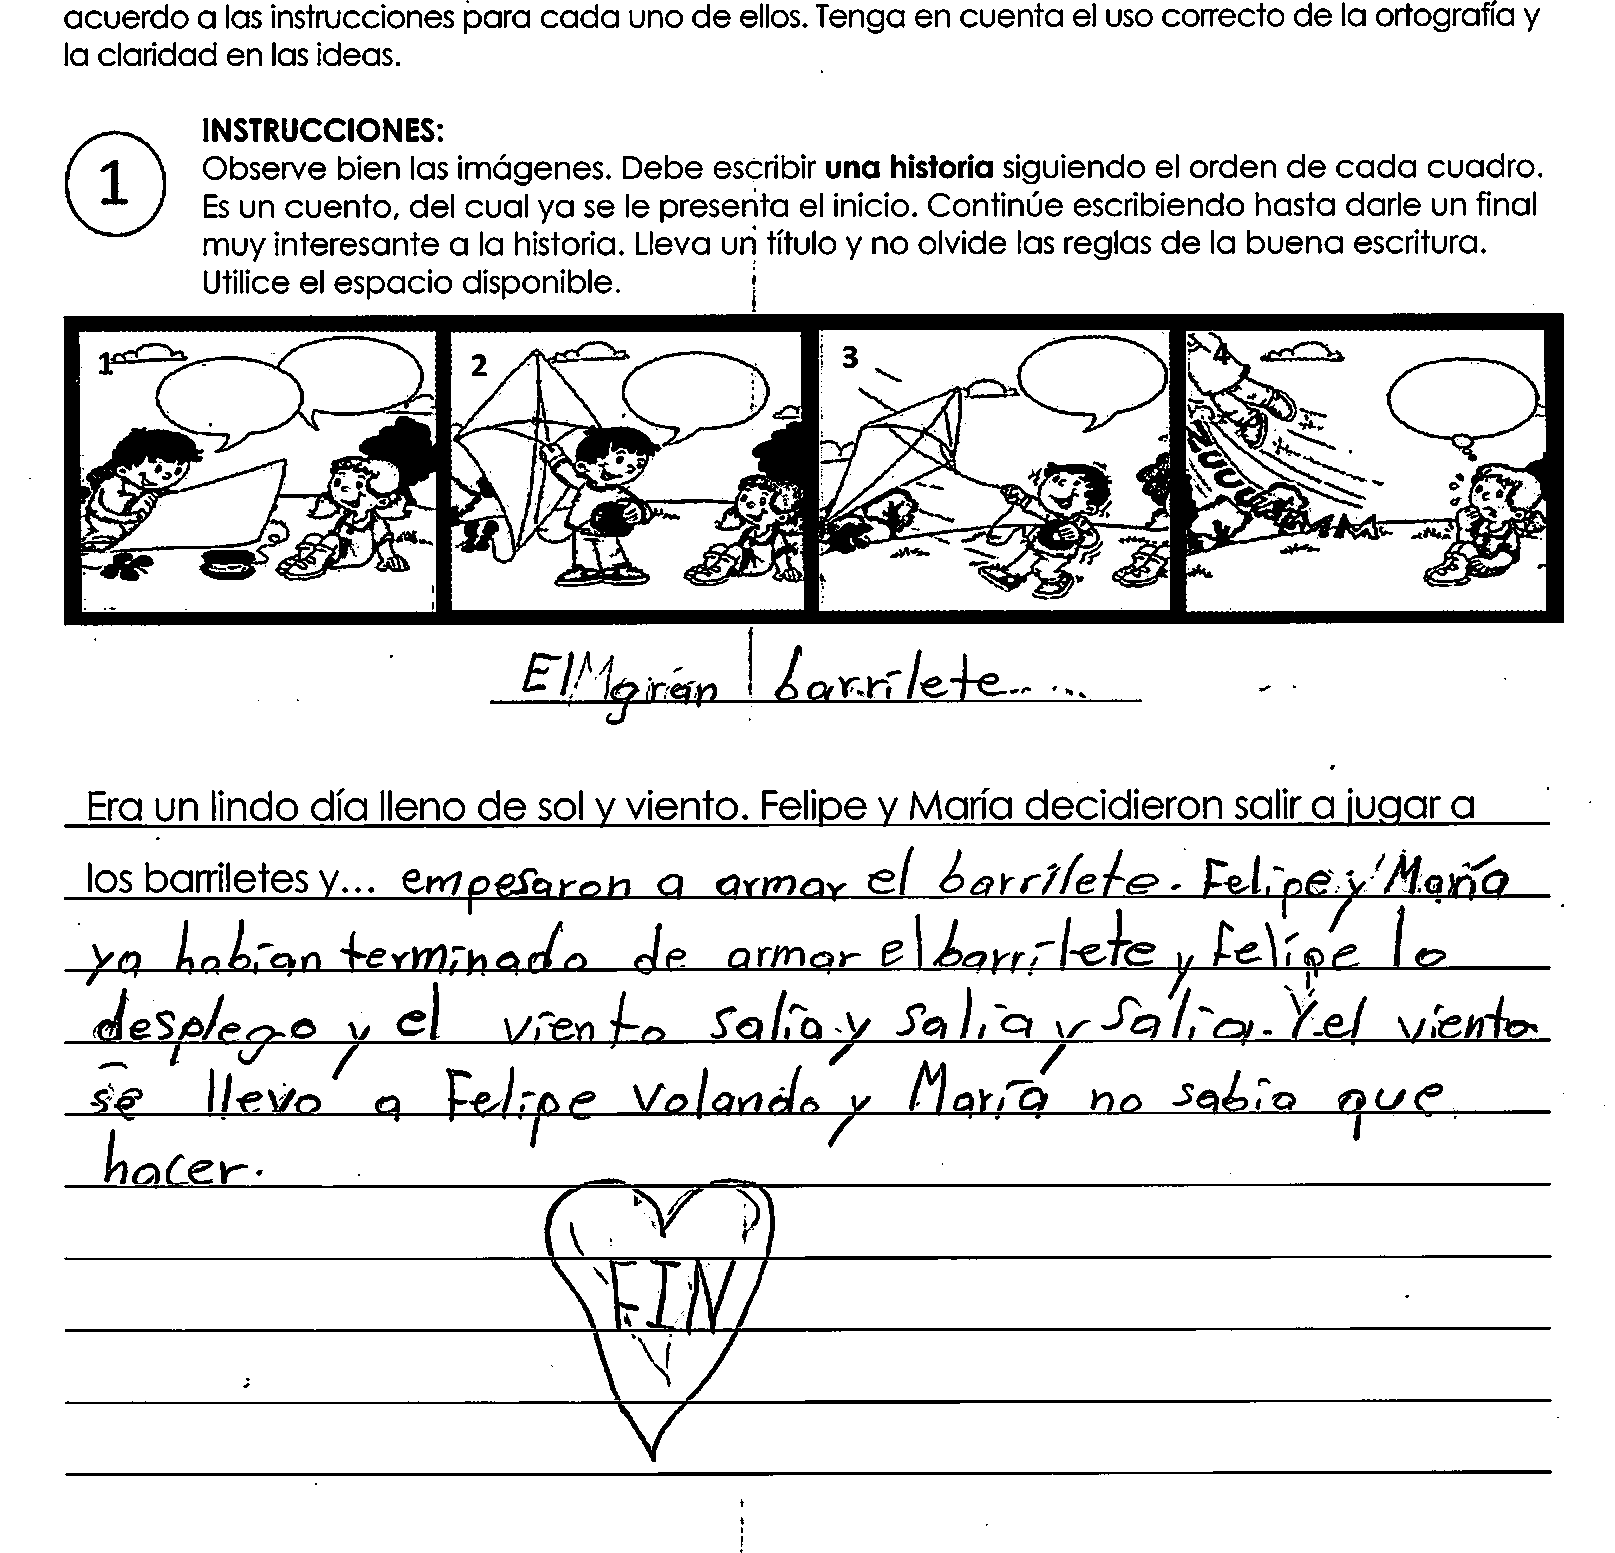 acuerdo a las instrucciones para cada uno de ellos. Tenga en cuenta el uso correcto de la ortografía y
la claridad en las ideas.
1
INSTRUCCIONES:
Observe bien las imágenes. Debe escribir una historia siguiendo el orden de cada cuadro.
Es un cuento, del cual ya se le presenta el inicio. Continúe escribiendo hasta darle un final
muy interesante a la historia. Lleva un título y no olvide las reglas de la buena escritura.
Utilice el espacio disponible.
1 2 3 4
El gran barrilete.....
Era un lindo día lleno de sol y viento. Felipe y María decidieron salir a jugar a
los barriletes y... empesaron a armar el barrilete. Felipe y María
ya habian terminado de armar el barrilete y Felipe lo
desplego y el viento salia y salia y salia. Y el viento
se llevo a Felipe volando y María no sabia que
hacer.
FIN